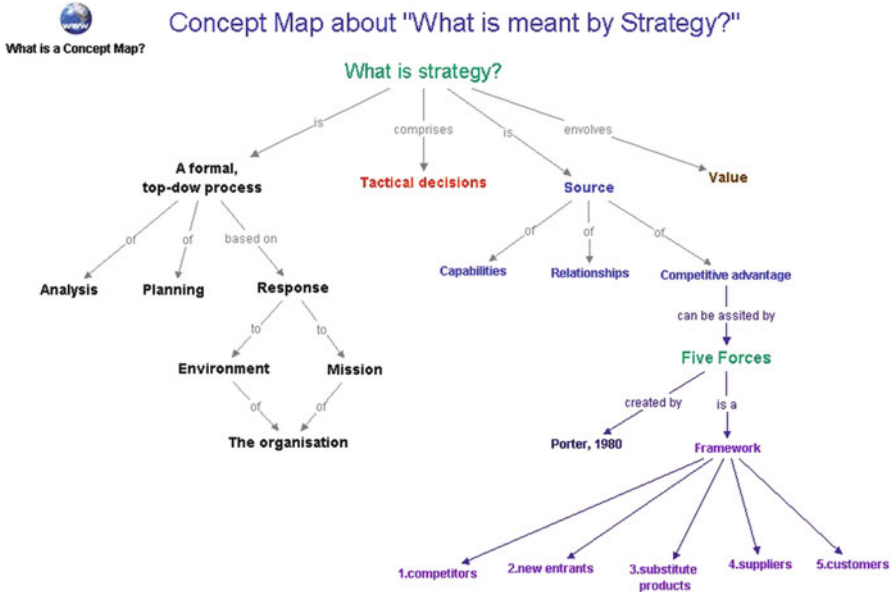 Concept Map about "What is meant by Strategy?"
www
What is a Concept Map?
What is strategy?
is
comprises
is
envolves
A formal,
top-dow process
Tactical decisions
Source
Value
of
of
based on
of
of
of
Analysis
Planning
Response
Capabilities
Relationships
Competitive advantage
to
to
can be assited by
Environment
Mission
Five Forces
of
of
created by
is a
The organisation
Porter, 1980
Framework
1.competitors
2.new entrants
3.substitute
products
4.suppliers
5.customers